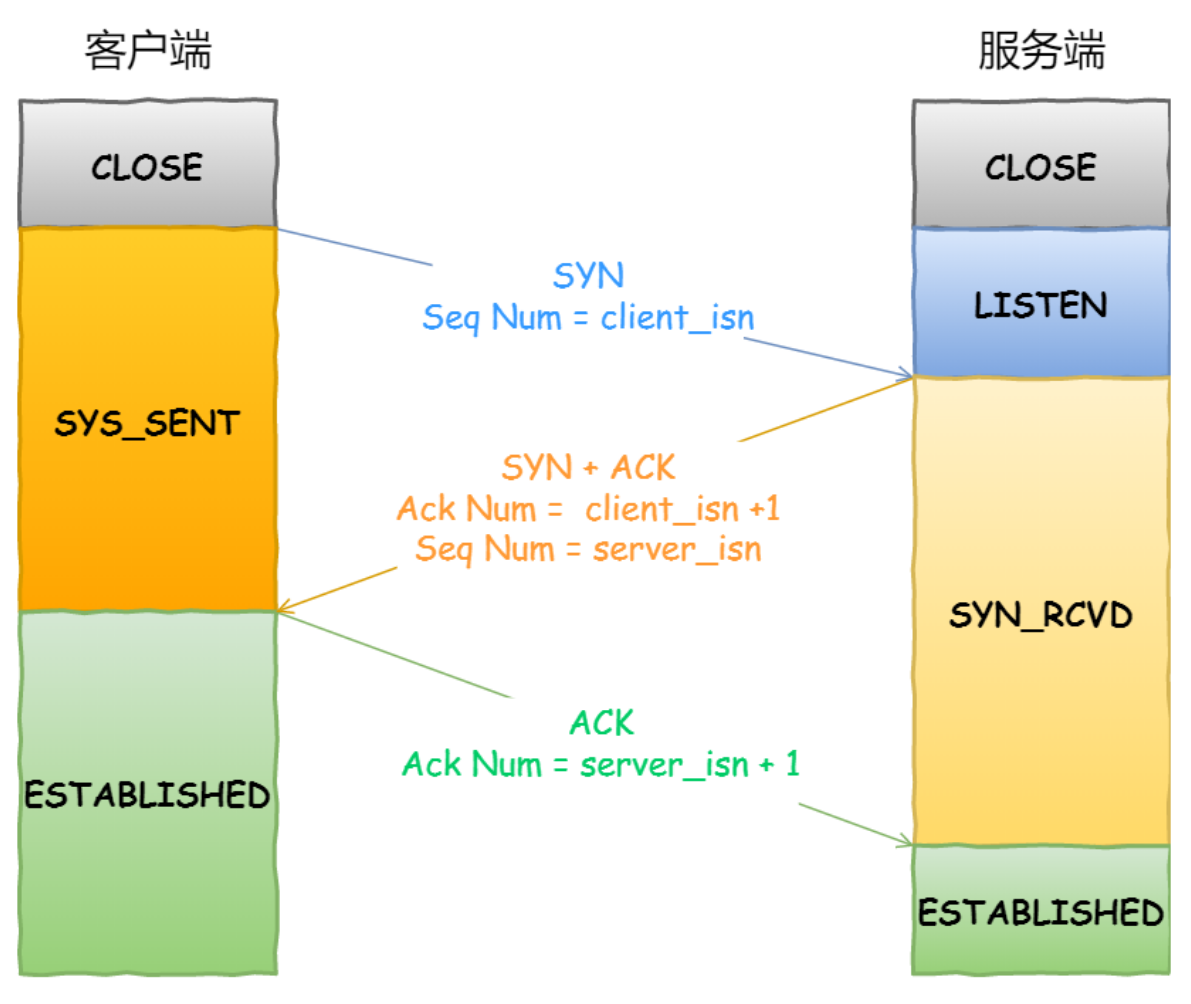 客户端
服务端
CLOSE
CLOSE
SYN
Seq Num = client_isn
LISTEN
SYS_SENT
SYN + ACK
Ack Num =  client_isn +1
Seq Num = server_isn
SYN_RCVD
ACK
Ack Num = server_isn + 1
ESTABLISHED
ESTABLISHED